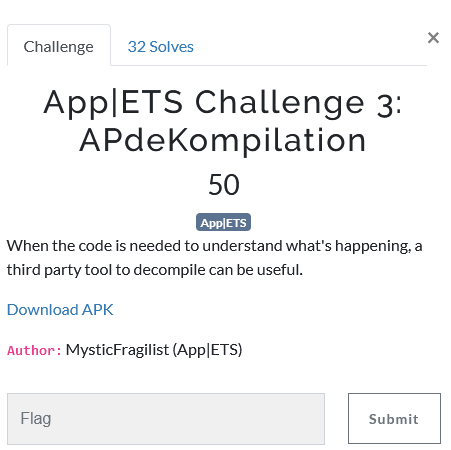 Challenge
32 Solves
×
App|ETS Challenge 3:
APdeKompilation
50
App|ETS
When the code is needed to understand what's happening, a
third party tool to decompile can be useful.
Download APK
Author: MysticFragilist (App|ETS)
Flag
Submit